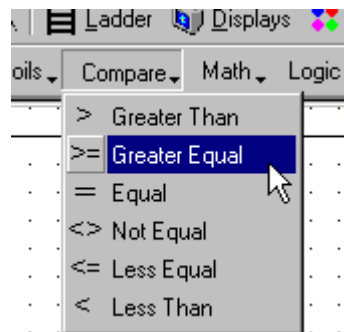 Ladder Displays
oils Compare Math Logic
> Greater Than
>= Greater Equal
= Equal
<> Not Equal
<= Less Equal
< Less Than